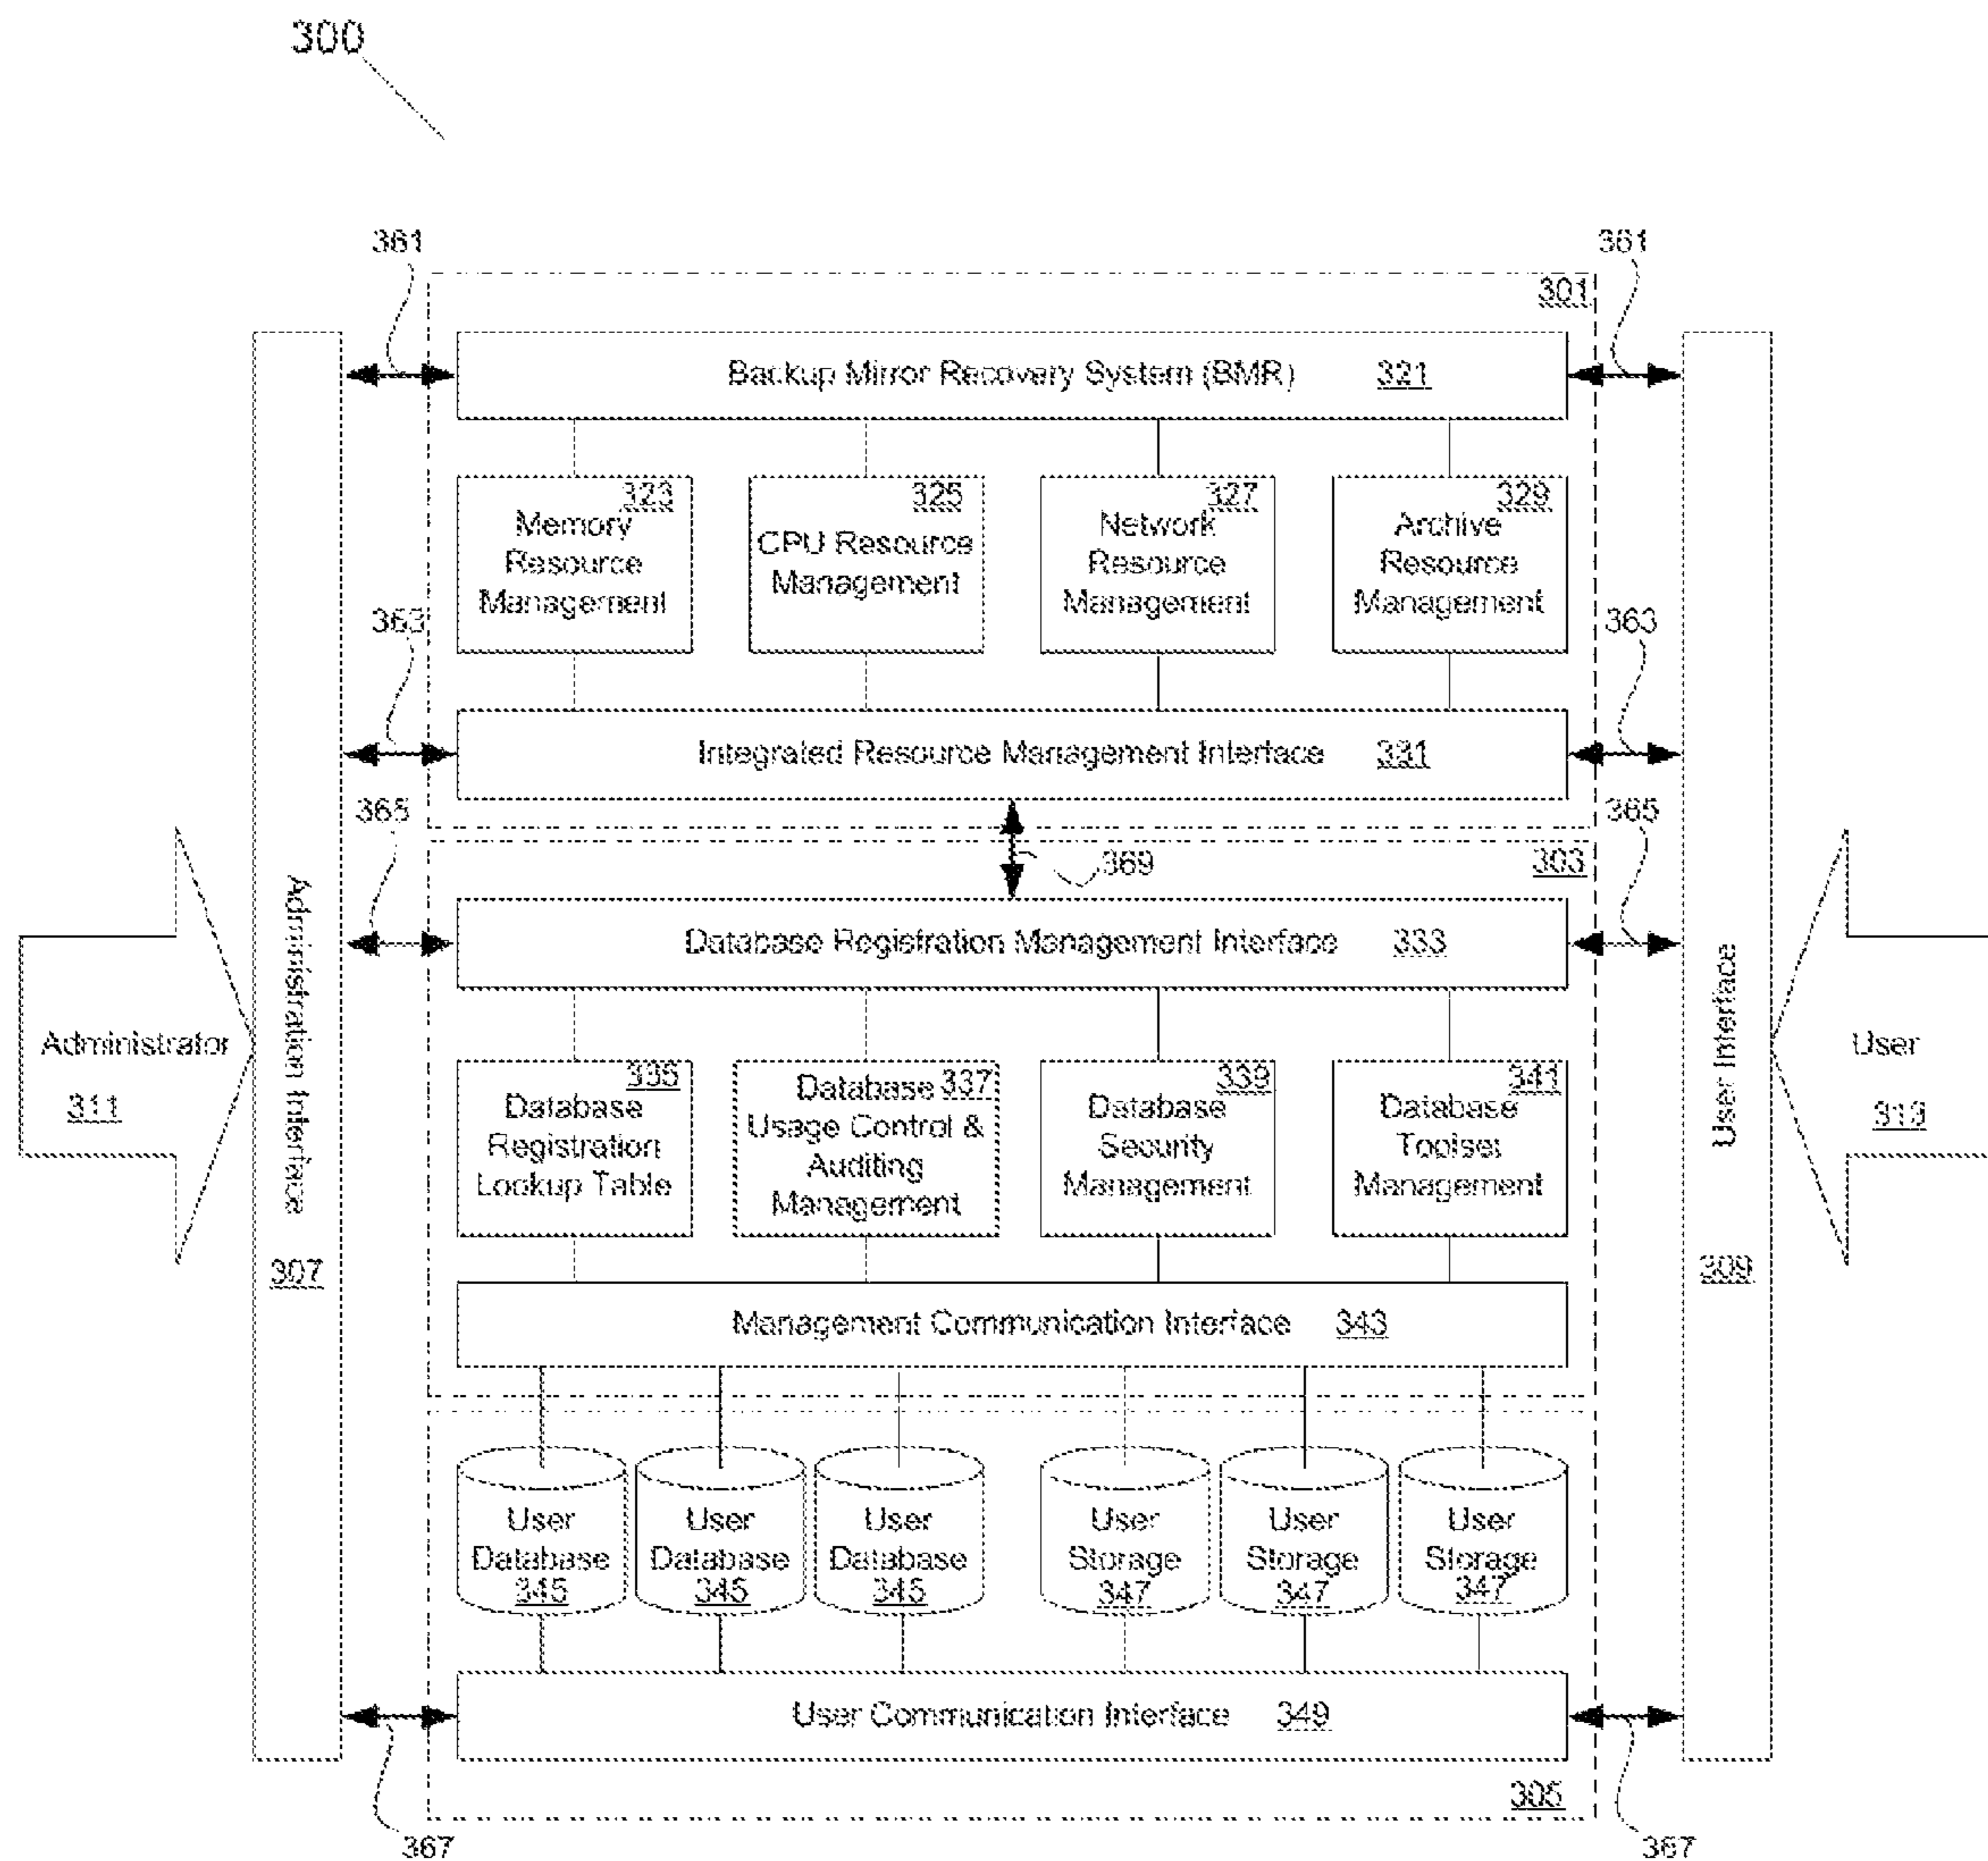 300
361
361
301
Backup Mirror Recovery System (BMR) 321
323
Memory
Resource
Management
325
CPU Resource
Management
327
Network
Resource
Management
329
Archive
Resource
Management
363
363
Integrated Resource Management Interface 331
365
365
369
303
Database Registration Management Interface 333
Administrator
311
Administration Interface
307
335
Database
Registration
Lookup Table
Database 337
Usage Control &
Auditing
Management
339
Database
Security
Management
341
Database
Toolset
Management
User Interface
309
User
313
Management Communication Interface 343
User
Database
345
User
Database
345
User
Database
345
User
Storage
347
User
Storage
347
User
Storage
347
User Communication Interface 349
305
367
367